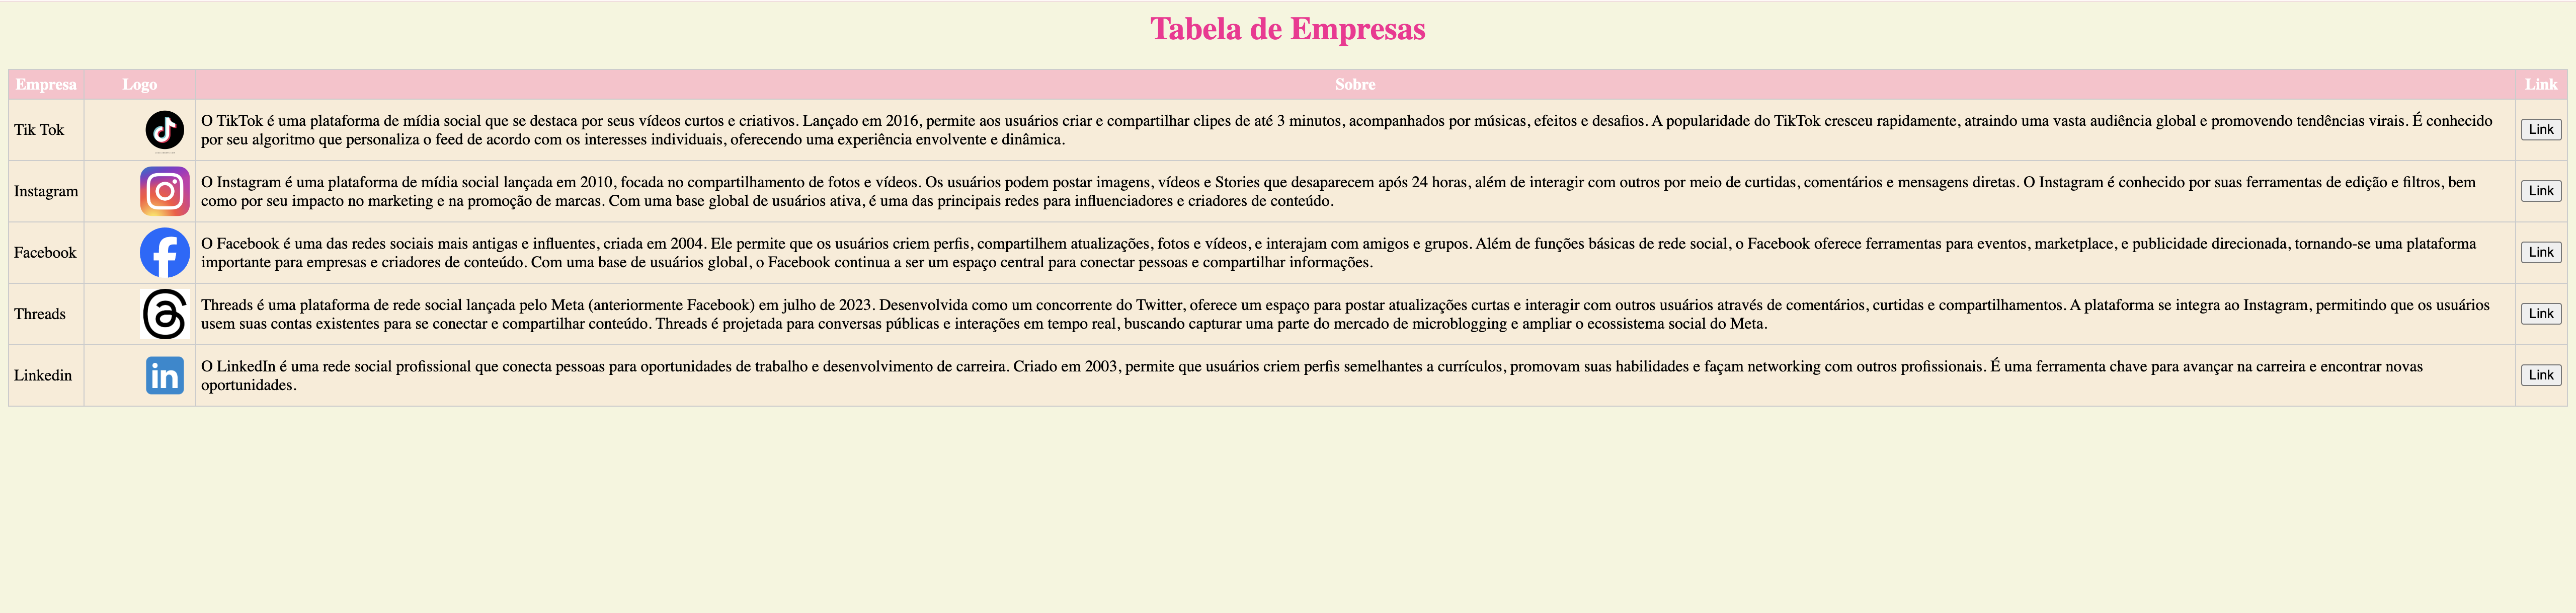 Tabela de Empresas
Empresa Logo Sobre Link
Tik Tok
O TikTok é uma plataforma de mídia social que se destaca por seus vídeos curtos e criativos. Lançado em 2016, permite aos usuários criar e compartilhar clipes de até 3 minutos, acompanhados por músicas, efeitos e desafios. A popularidade do TikTok cresceu rapidamente, atraindo uma vasta audiência global e promovendo tendências virais. É conhecido
por seu algoritmo que personaliza o feed de acordo com os interesses individuais, oferecendo uma experiência envolvente e dinâmica.
Link
Instagram
O Instagram é uma plataforma de mídia social lançada em 2010, focada no compartilhamento de fotos e vídeos. Os usuários podem postar imagens, vídeos e Stories que desaparecem após 24 horas, além de interagir com outros por meio de curtidas, comentários e mensagens diretas. O Instagram é conhecido por suas ferramentas de edição e filtros, bem
como por seu impacto no marketing e na promoção de marcas. Com uma base global de usuários ativa, é uma das principais redes para influenciadores e criadores de conteúdo.
Link
Facebook
O Facebook é uma das redes sociais mais antigas e influentes, criada em 2004. Ele permite que os usuários criem perfis, compartilhem atualizações, fotos e vídeos, e interajam com amigos e grupos. Além de funções básicas de rede social, o Facebook oferece ferramentas para eventos, marketplace, e publicidade direcionada, tornando-se uma plataforma
importante para empresas e criadores de conteúdo. Com uma base de usuários global, o Facebook continua a ser um espaço central para conectar pessoas e compartilhar informações.
Link
Threads
Threads é uma plataforma de rede social lançada pelo Meta (anteriormente Facebook) em julho de 2023. Desenvolvida como um concorrente do Twitter, oferece um espaço para postar atualizações curtas e interagir com outros usuários através de comentários, curtidas e compartilhamentos. A plataforma se integra ao Instagram, permitindo que os usuários
usem suas contas existentes para se conectar e compartilhar conteúdo. Threads é projetada para conversas públicas e interações em tempo real, buscando capturar uma parte do mercado de microblogging e ampliar o ecossistema social do Meta.
Link
Linkedin
in
O LinkedIn é uma rede social profissional que conecta pessoas para oportunidades de trabalho e desenvolvimento de carreira. Criado em 2003, permite que usuários criem perfis semelhantes a currículos, promovam suas habilidades e façam networking com outros profissionais. É uma ferramenta chave para avançar na carreira e encontrar novas
oportunidades.
Link